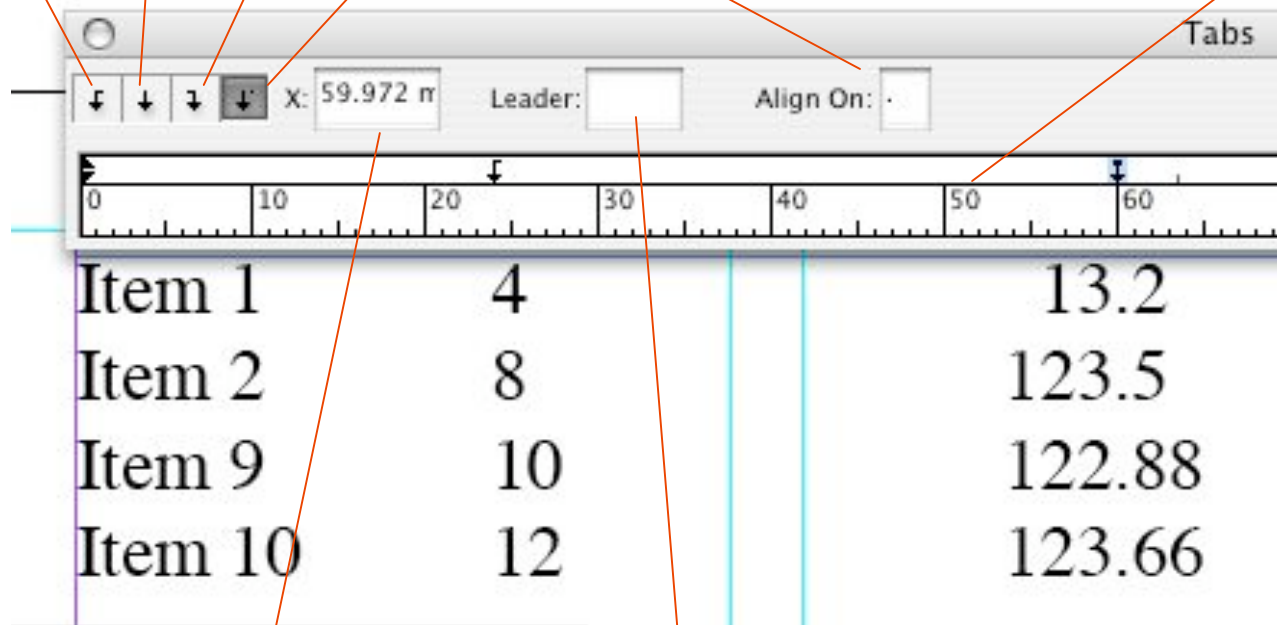 Tabs
X: 59.972 m Leader: Align On: .
0 10 20 30 40 50 60
Item 1 4 13.2
Item 2 8 123.5
Item 9 10 122.88
Item 10 12 123.66